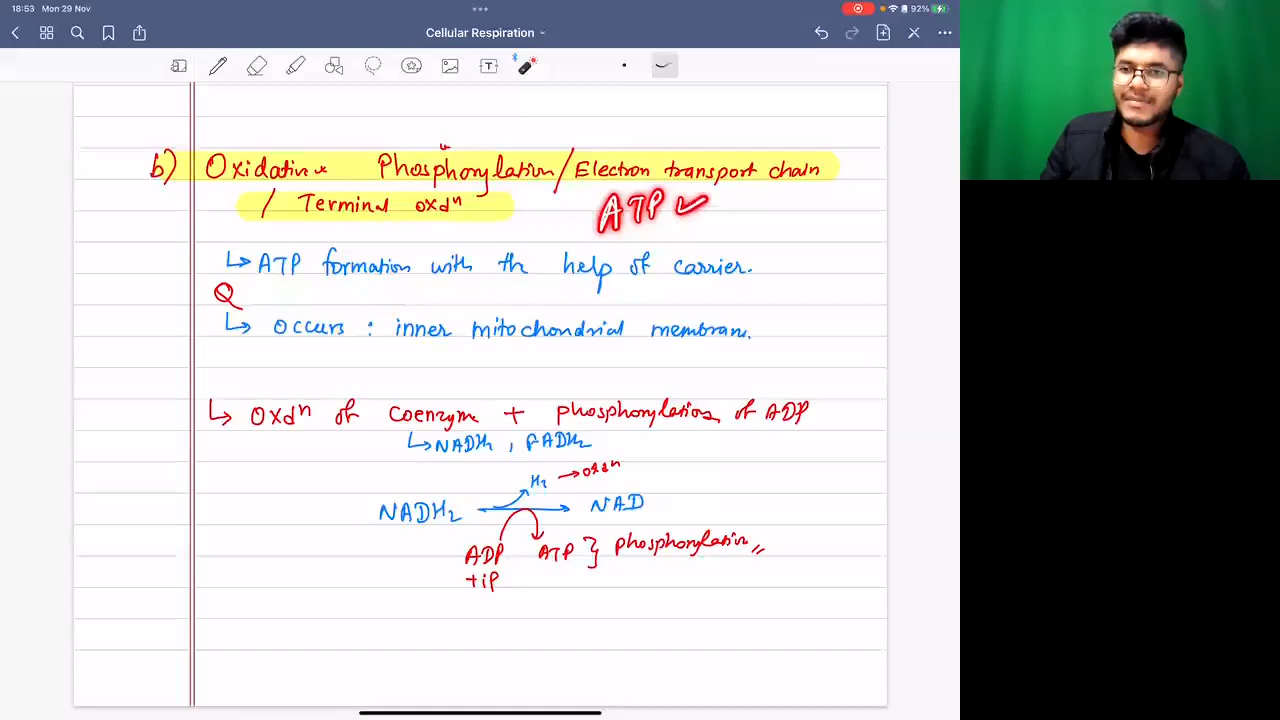 18:53 Mon 29 Nov
92%
Cellular Respiration
T
b) Oxidative Phosphorylation / Electron transport chain
/ Terminal oxdⁿ
ATP ✓
↳ ATP formation with the help of carrier.
Q
↳ occurs : inner mitochondrial membrane.
↳ oxdⁿ of coenzyme + phosphorylation of ADP
↳ NADH₂ , FADH₂
H₂ → oxdⁿ
NADH₂ → NAD
ADP ATP } phosphorylation //
+ iP